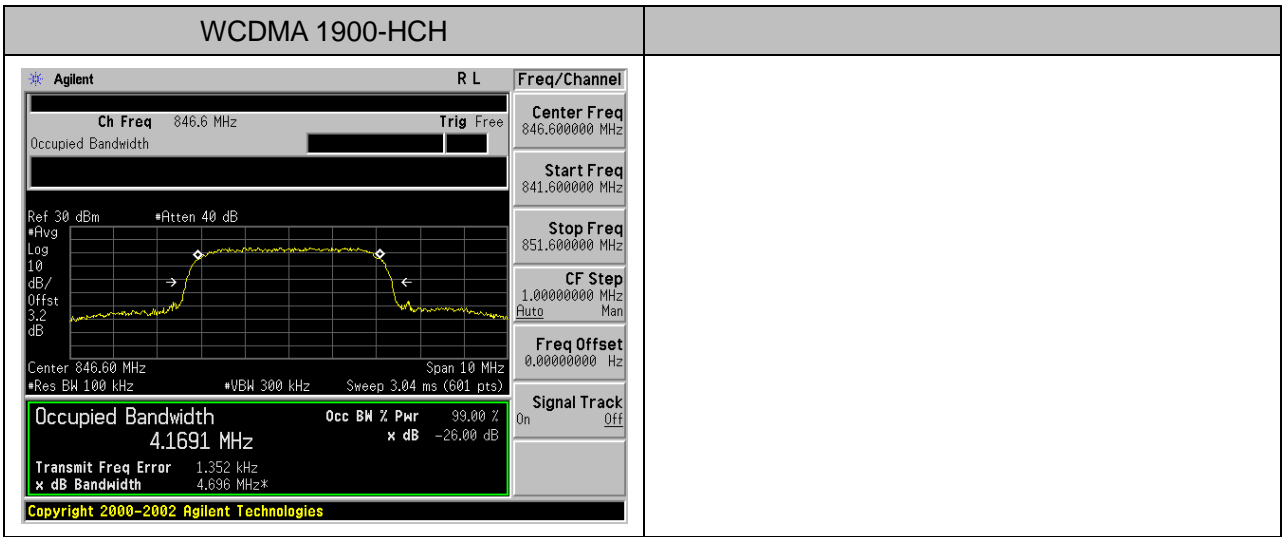 WCDMA 1900-HCH
Agilent R L
Ch Freq 846.6 MHz Trig Free
Occupied Bandwidth
Ref 30 dBm #Atten 40 dB
#Avg
Log
10
dB/
Offst
3.2
dB
Center 846.60 MHz Span 10 MHz
#Res BW 100 kHz #VBW 300 kHz Sweep 3.04 ms (601 pts)
Occupied Bandwidth Occ BW % Pwr 99.00 %
4.1691 MHz x dB -26.00 dB
Transmit Freq Error 1.352 kHz
x dB Bandwidth 4.696 MHz*
Copyright 2000-2002 Agilent Technologies
Freq/Channel
Center Freq
846.600000 MHz
Start Freq
841.600000 MHz
Stop Freq
851.600000 MHz
CF Step
1.00000000 MHz
Auto Man
Freq Offset
0.00000000 Hz
Signal Track
On Off